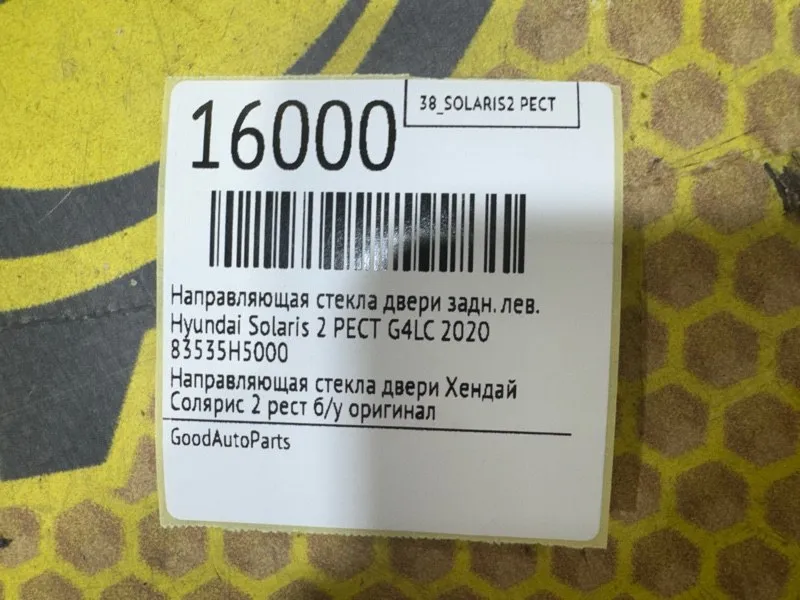 16000
38_SOLARIS2 РЕСТ
Направляющая стекла двери задн. лев.
Hyundai Solaris 2 РЕСТ G4LC 2020
83535H5000
Направляющая стекла двери Хендай
Солярис 2 рест б/у оригинал
GoodAutoParts